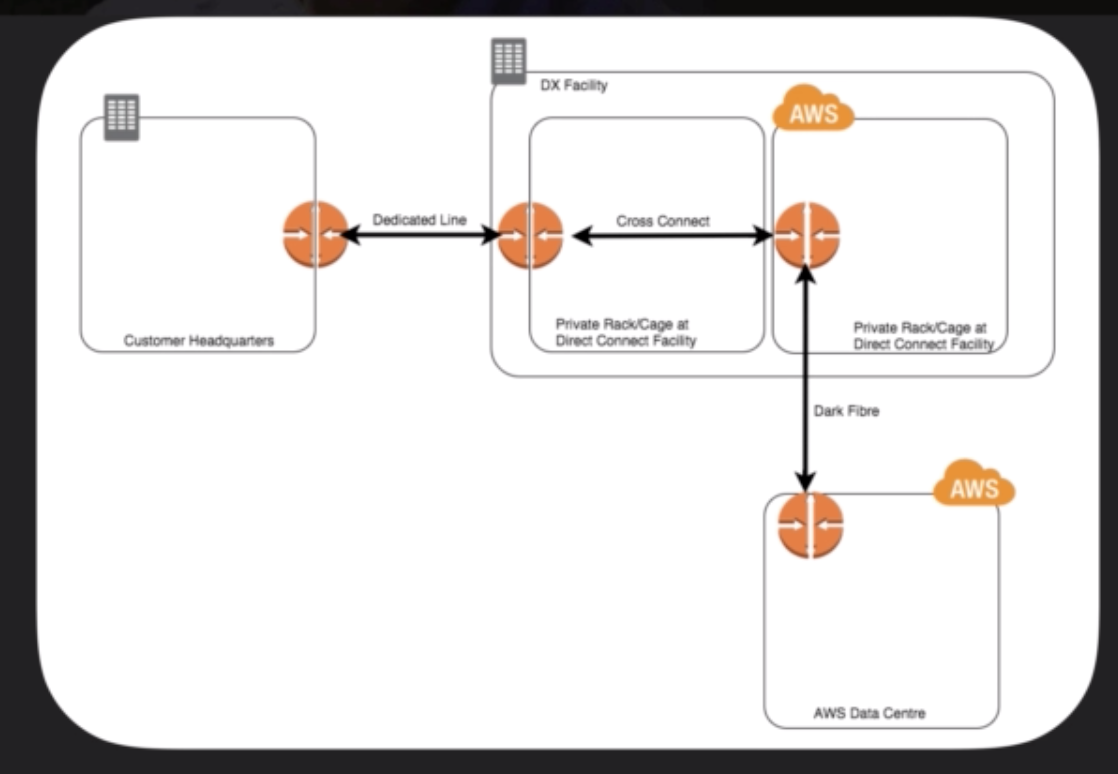 DX Facility
AWS
Dedicated Line
Cross Connect
Customer Headquarters
Private Rack/Cage at
Direct Connect Facility
Private Rack/Cage at
Direct Connect Facility
Dark Fibre
AWS
AWS Data Centre